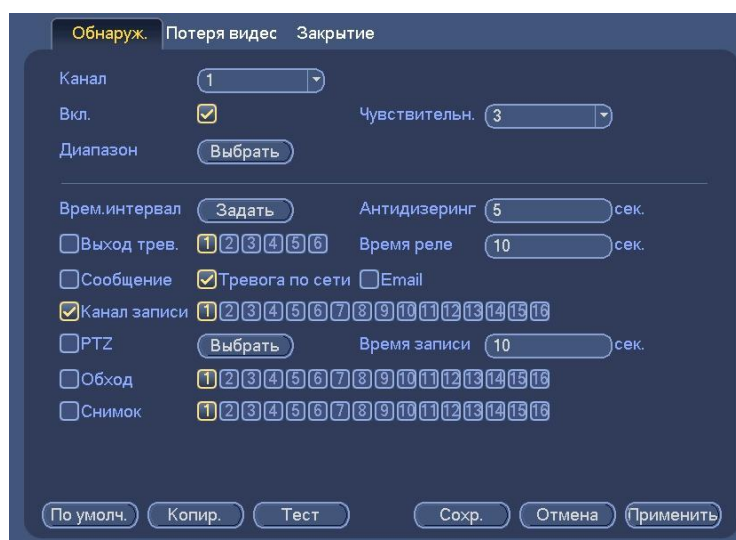 Обнаруж. Потеря видес Закрытие
Канал 1
Вкл. Чувствительн. 3
Диапазон Выбрать
Врем.интервал Задать Антидизеринг 5 сек.
Выход трев. 1 2 3 4 5 6 Время реле 10 сек.
Сообщение Тревога по сети Email
Канал записи 1 2 3 4 5 6 7 8 9 10 11 12 13 14 15 16
PTZ Выбрать Время записи 10 сек.
Обход 1 2 3 4 5 6 7 8 9 10 11 12 13 14 15 16
Снимок 1 2 3 4 5 6 7 8 9 10 11 12 13 14 15 16
По умолч. Копир. Тест Сохр. Отмена Применить